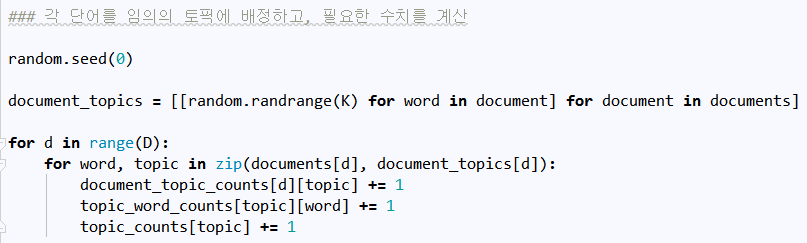 ### 각 단어를 임의의 토픽에 배정하고, 필요한 수치를 계산
random.seed(0)
document_topics = [[random.randrange(K) for word in document] for document in documents]
for d in range(D):
for word, topic in zip(documents[d], document_topics[d]):
document_topic_counts[d][topic] += 1
topic_word_counts[topic][word] += 1
topic_counts[topic] += 1